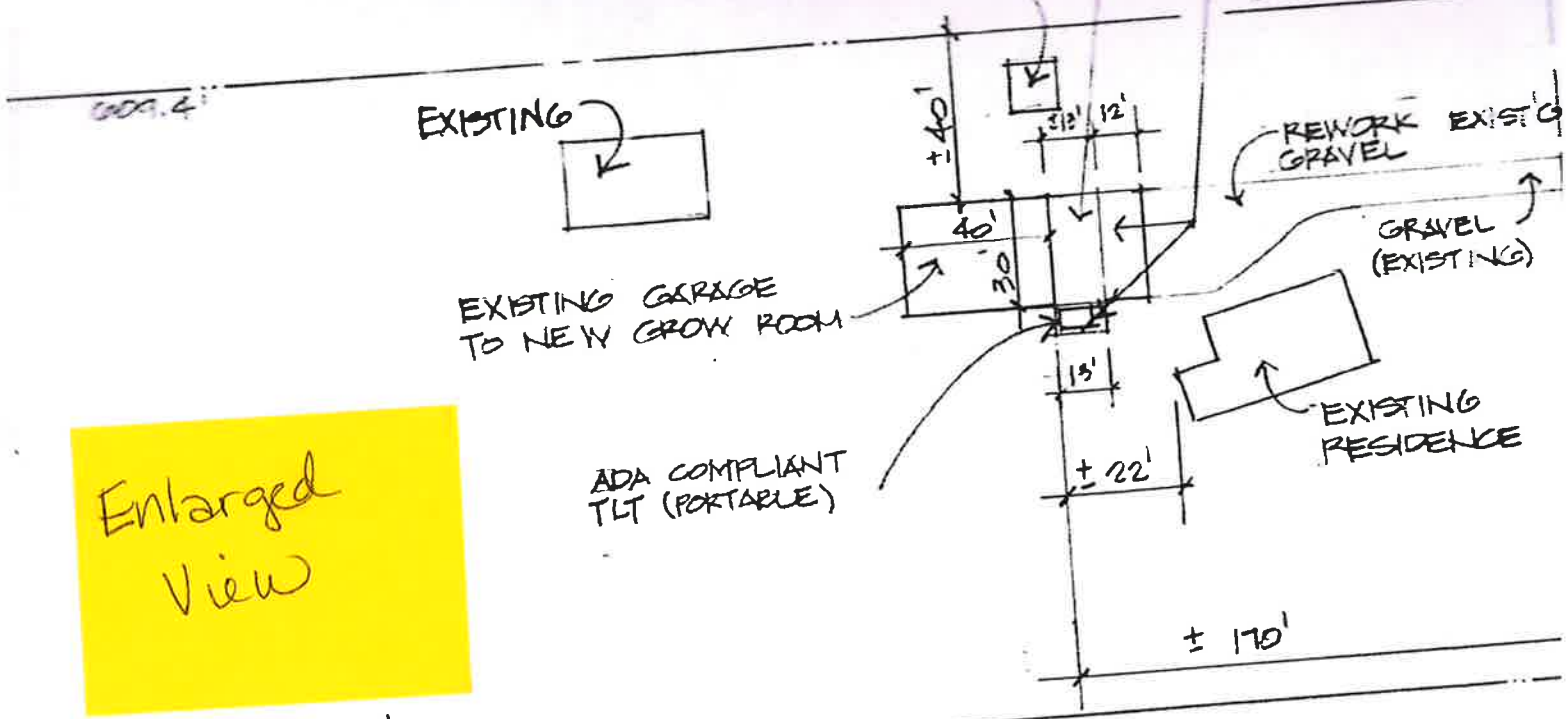 EXISTING
± 40'
12'
REWORK EXIST'G
GRAVEL
GRAVEL
(EXISTING)
40'
30'
EXISTING GARAGE
TO NEW GROW ROOM
13'
EXISTING
RESIDENCE
ADA COMPLIANT
TLT (PORTABLE)
± 22'
Enlarged
View
± 170'